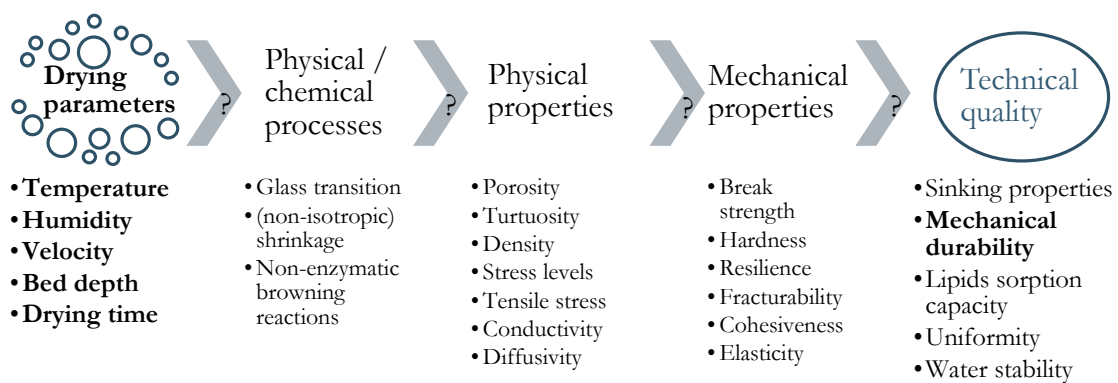 Drying
parameters
?
Physical /
chemical
processes
?
Physical
properties
?
Mechanical
properties
?
Technical
quality
•Temperature
•Humidity
•Velocity
•Bed depth
•Drying time
•Glass transition
•(non-isotropic)
shrinkage
•Non-enzymatic
browning
reactions
•Porosity
•Turtuosity
•Density
•Stress levels
•Tensile stress
•Conductivity
•Diffusivity
•Break
strength
•Hardness
•Resilience
•Fracturability
•Cohesiveness
•Elasticity
•Sinking properties
•Mechanical
durability
•Lipids sorption
capacity
•Uniformity
•Water stability